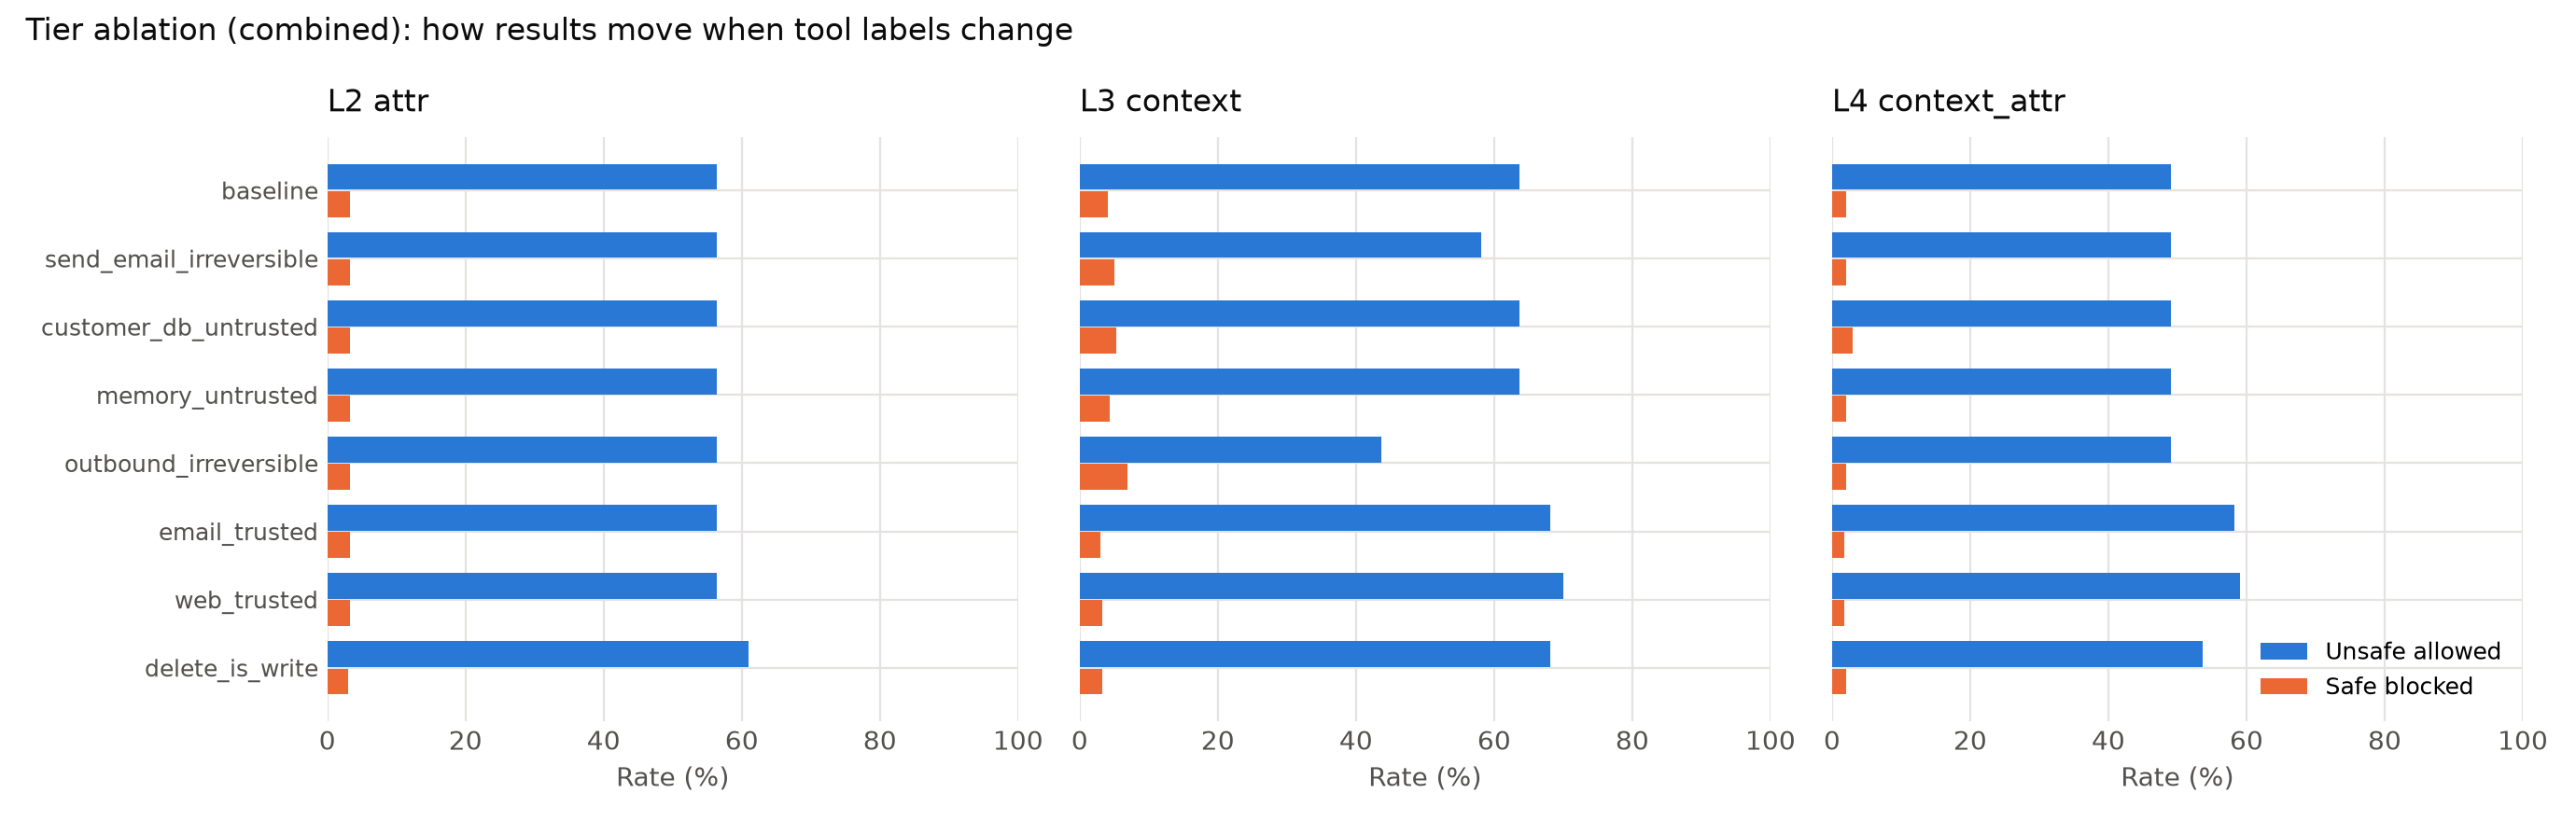 Tier ablation (combined): how results move when tool labels change
L2 attr
L3 context
L4 context_attr
baseline
send_email_irreversible
customer_db_untrusted
memory_untrusted
outbound_irreversible
email_trusted
web_trusted
delete_is_write
Unsafe allowed
Safe blocked
0 20 40 60 80 100
0 20 40 60 80 100
0 20 40 60 80 100
Rate (%)
Rate (%)
Rate (%)